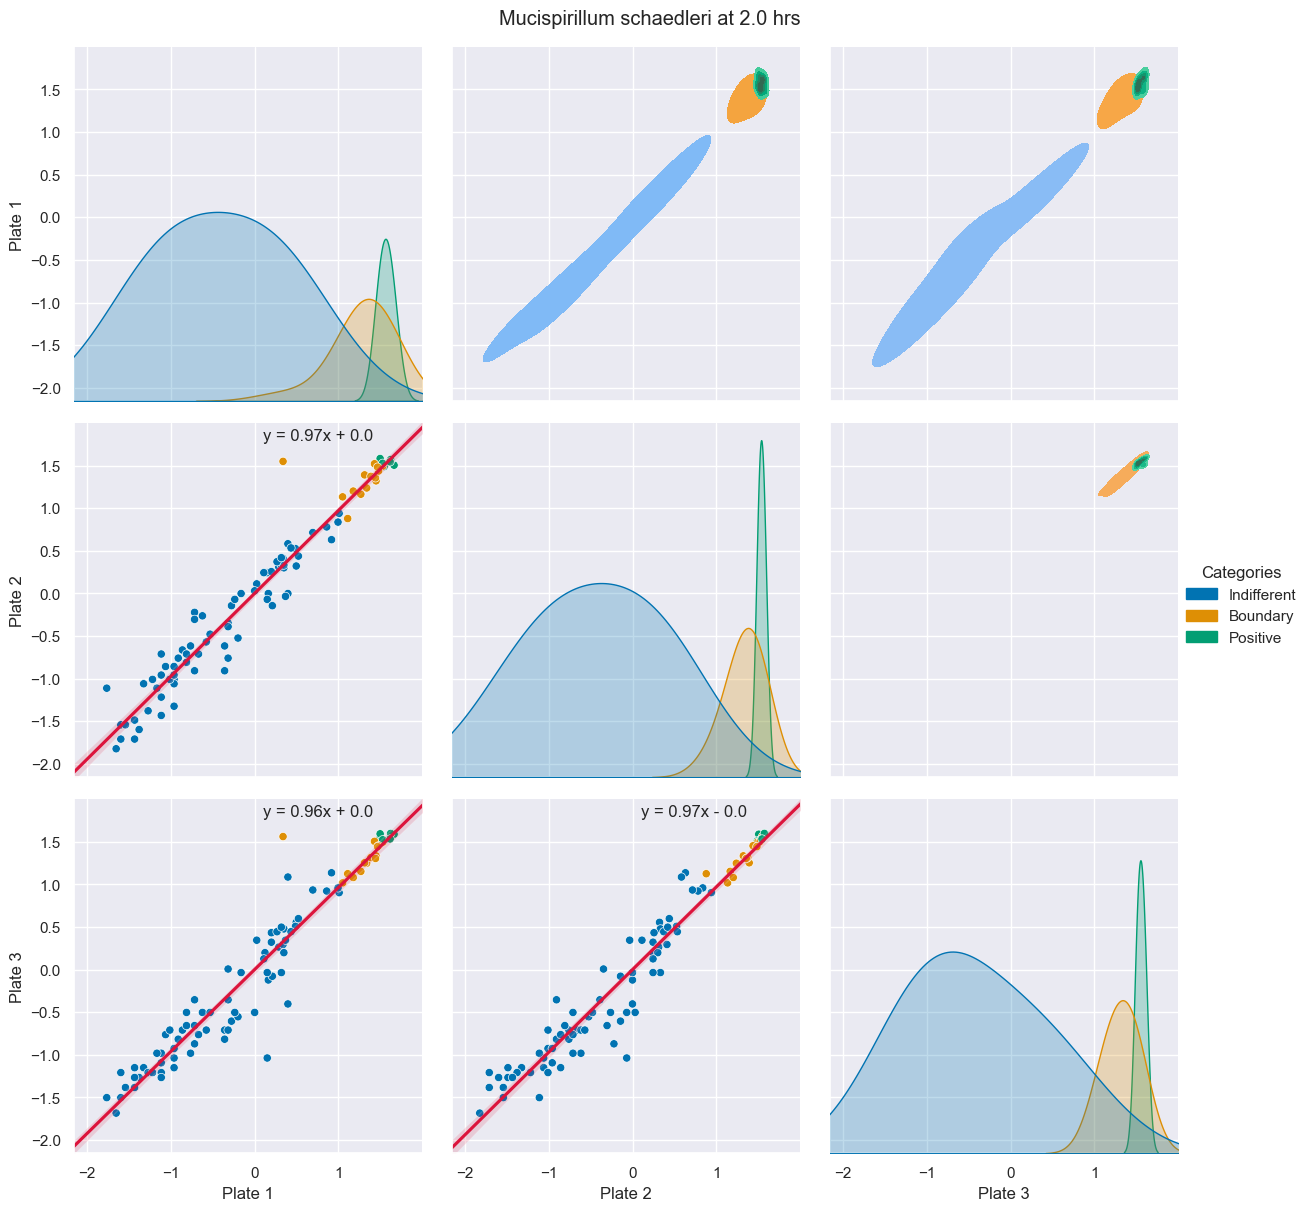 Mucispirillum schaedleri at 2.0 hrs
1.5
1.0
0.5
0.0
−0.5
−1.0
−1.5
−2.0
Plate 1
y = 0.97x + 0.0
1.5
1.0
0.5
0.0
−0.5
−1.0
−1.5
−2.0
Plate 2
Categories
Indifferent
Boundary
Positive
y = 0.96x + 0.0
y = 0.97x - 0.0
1.5
1.0
0.5
0.0
−0.5
−1.0
−1.5
−2.0
Plate 3
−2 −1 0 1
−2 −1 0 1
−2 −1 0 1
Plate 1
Plate 2
Plate 3